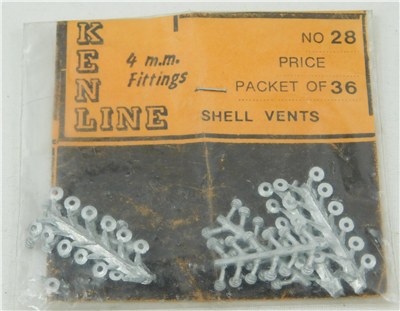 KEN LINE
4 m.m.
Fittings
NO 28
PRICE
PACKET OF 36
SHELL VENTS